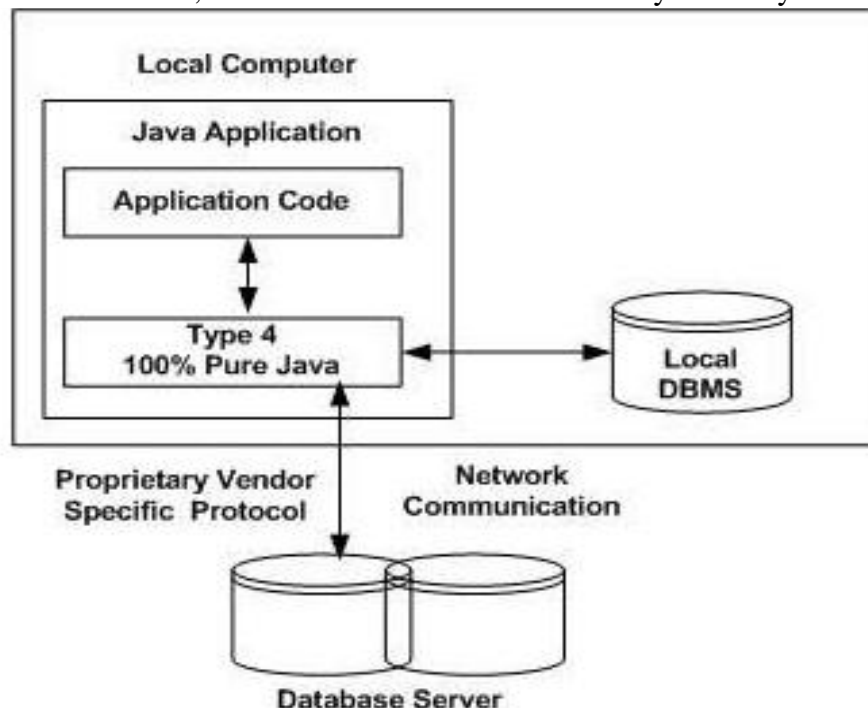 Local Computer
Java Application
Application Code
Type 4
100% Pure Java
Local
DBMS
Proprietary Vendor
Specific Protocol
Network
Communication
Database Server